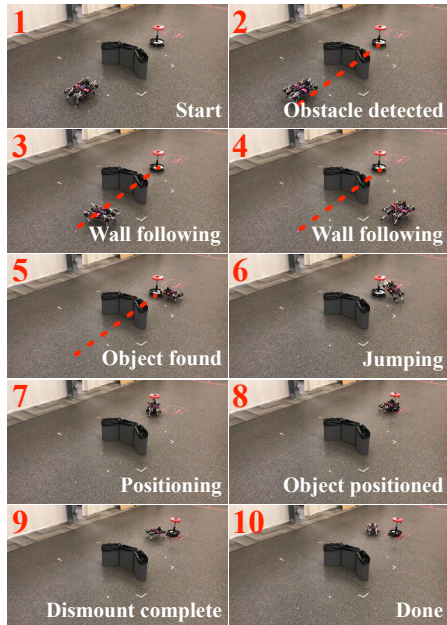 1
Start
2
Obstacle detected
3
Wall following
4
Wall following
5
Object found
6
Jumping
7
Positioning
8
Object positioned
9
Dismount complete
10
Done